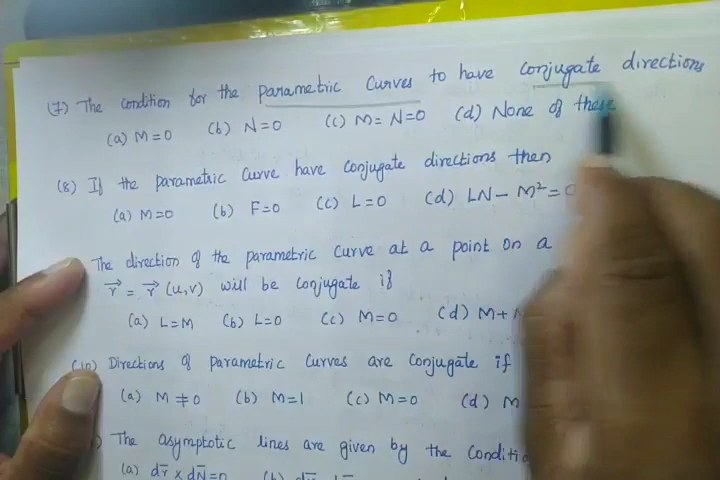 (7) The Condition for the parametric Curves to have Conjugate directions
(a) M=0 (b) N=0 (c) M= N=0 (d) None of these
(8) If the parametric Curve have Conjugate directions then
(a) M=0 (b) F=0 (c) L=0 (d) LN - M²=0
The direction of the parametric Curve at a point on a
r⃗ = r⃗ (u,v) will be Conjugate if
(a) L=M (b) L=0 (c) M=0 (d) M+
(10) Directions of parametric Curves are Conjugate if
(a) M ≠ 0 (b) M=1 (c) M=0 (d) M
) The asymptotic lines are given by the Conditio
(a) dr̄ x dN̄=0 (b)